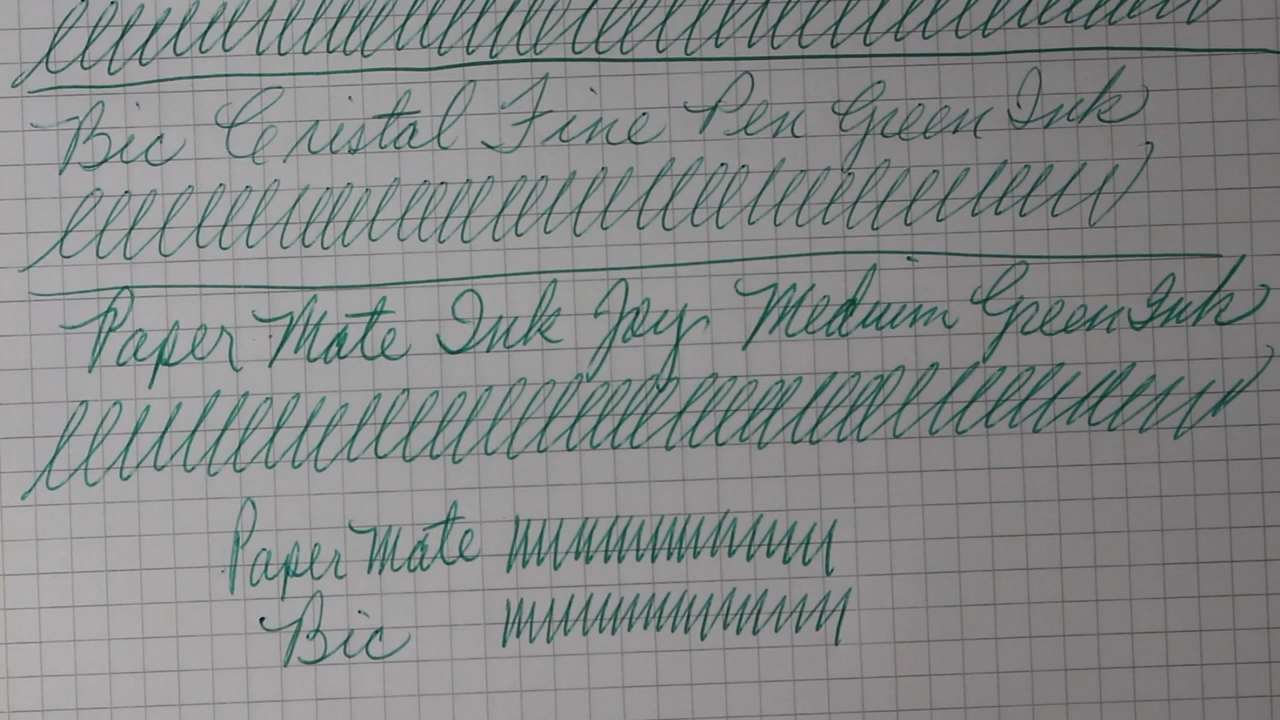 Bic Cristal Fine Pen Green Ink
Paper Mate Ink Joy Medium Green Ink
Paper Mate
Bic